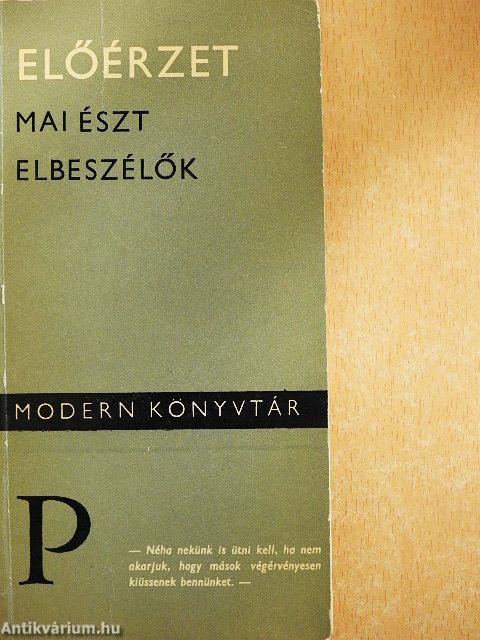 ELŐÉRZET
MAI ÉSZT
ELBESZÉLŐK
MODERN KÖNYVTÁR
P
— Néha nekünk is ütni kell, ha nem
akarjuk, hogy mások végérvényesen
kiüssenek bennünket. —
Antikvárium.hu